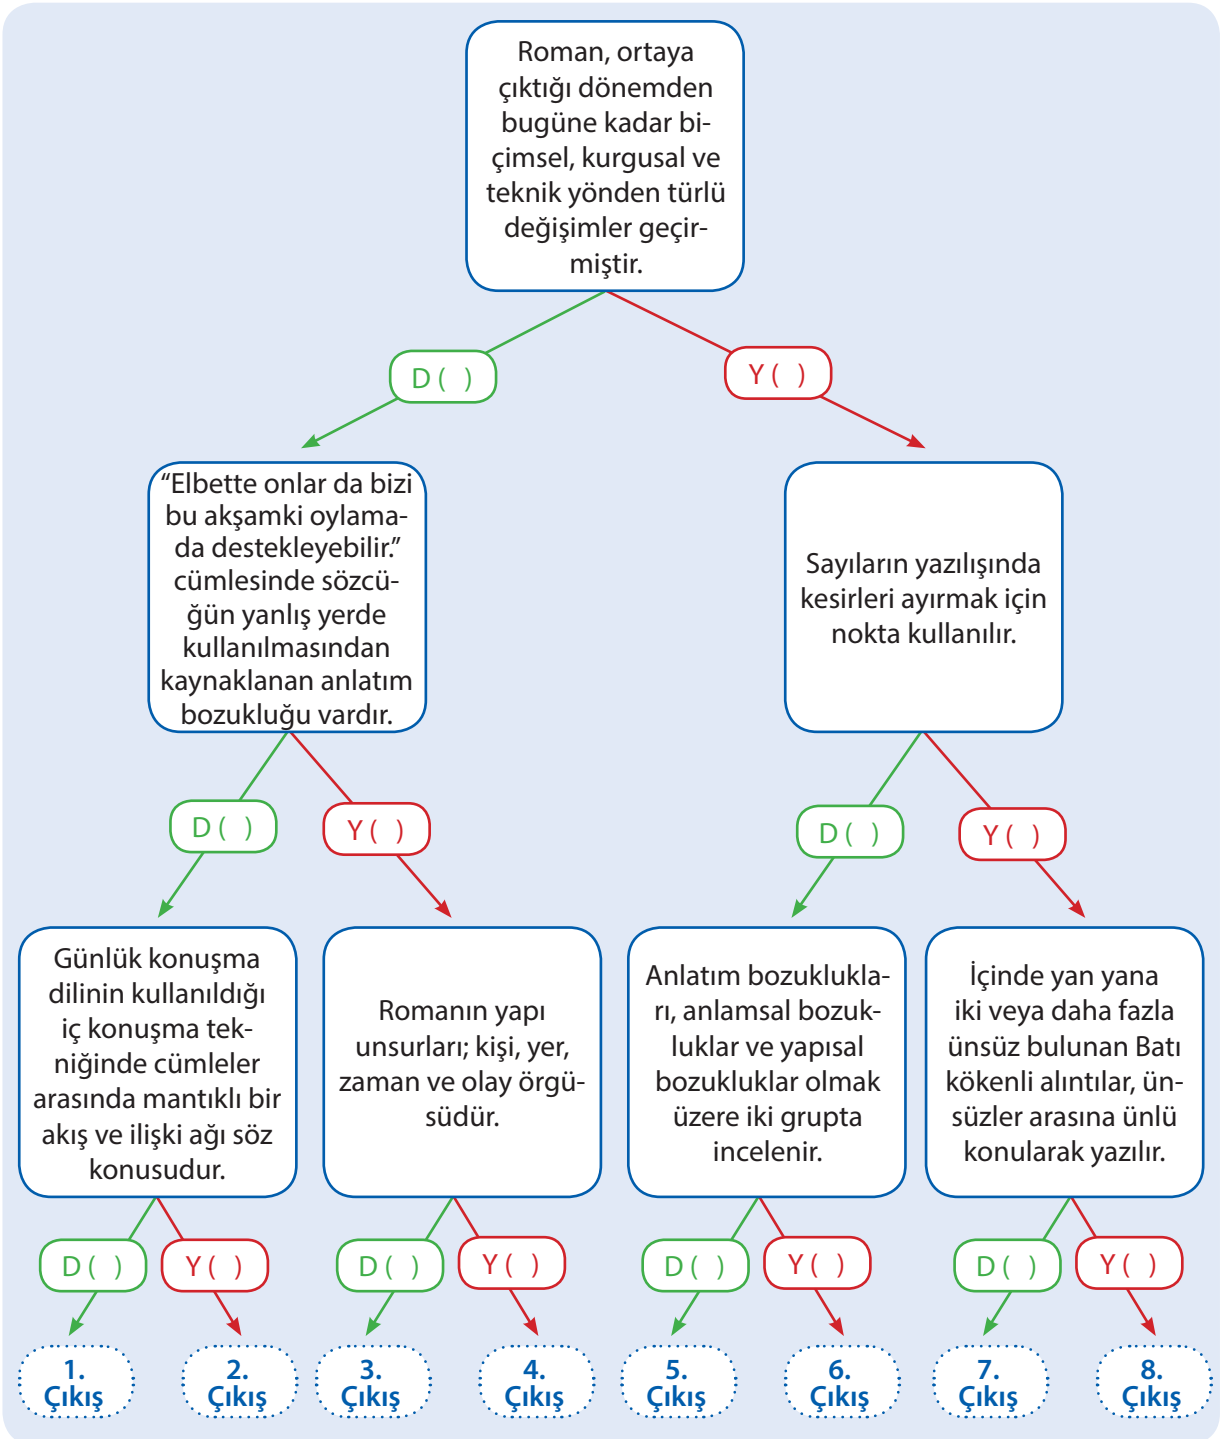 Roman, ortaya
çıktığı dönemden
bugüne kadar bi-
çimsel, kurgusal ve
teknik yönden türlü
değişimler geçir-
miştir.
D ( )
Y ( )
“Elbette onlar da bizi
bu akşamki oylama-
da destekleyebilir.”
cümlesinde sözcü-
ğün yanlış yerde
kullanılmasından
kaynaklanan anlatım
bozukluğu vardır.
Sayıların yazılışında
kesirleri ayırmak için
nokta kullanılır.
D ( )
Y ( )
D ( )
Y ( )
Günlük konuşma
dilinin kullanıldığı
iç konuşma tek-
niğinde cümleler
arasında mantıklı bir
akış ve ilişki ağı söz
konusudur.
Romanın yapı
unsurları; kişi, yer,
zaman ve olay örgü-
südür.
Anlatım bozuklukla-
rı, anlamsal bozuk-
luklar ve yapısal
bozukluklar olmak
üzere iki grupta
incelenir.
İçinde yan yana
iki veya daha fazla
ünsüz bulunan Batı
kökenli alıntılar, ün-
süzler arasına ünlü
konularak yazılır.
D ( )
Y ( )
D ( )
Y ( )
D ( )
Y ( )
D ( )
Y ( )
1.
Çıkış
2.
Çıkış
3.
Çıkış
4.
Çıkış
5.
Çıkış
6.
Çıkış
7.
Çıkış
8.
Çıkış